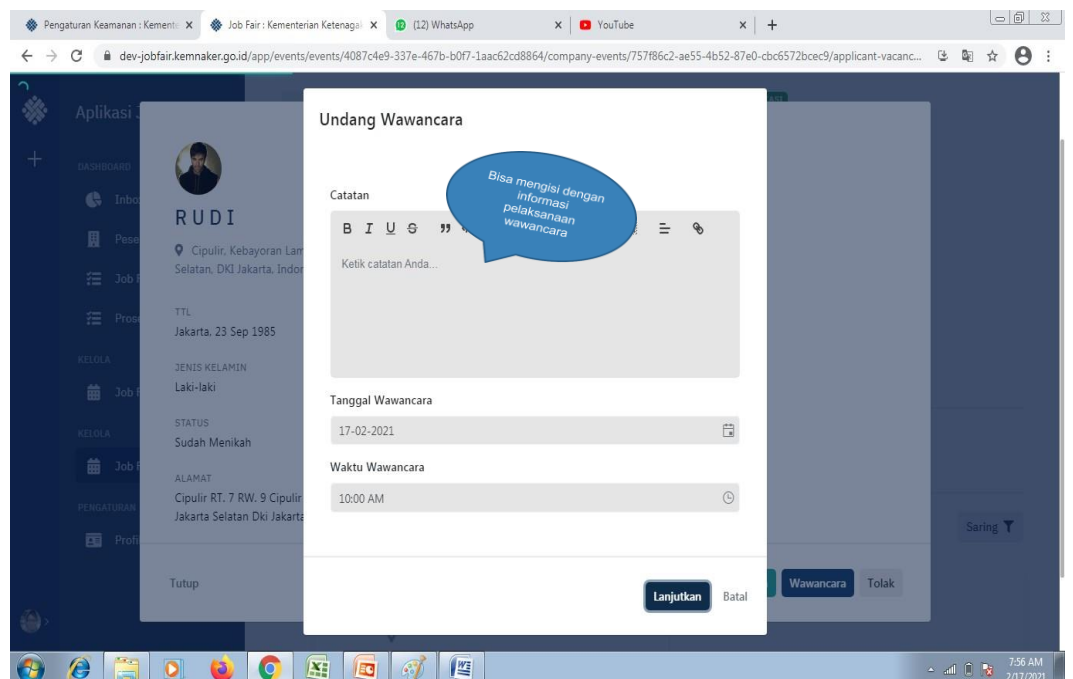 Pengaturan Keamanan : Kemente
Job Fair : Kementerian Ketenagak
(12) WhatsApp
YouTube
dev-jobfair.kemnaker.go.id/app/events/events/4087c4e9-337e-467b-b0f7-1aac62cd8864/company-events/757f86c2-ae55-4b52-87e0-cbc6572bcec9/applicant-vacanc...
Aplikasi J
DASHBOARD
Inbo
Pese
Job F
Prose
KELOLA
Job F
KELOLA
Job F
PENGATURAN
Profi
RUDI
Cipulir, Kebayoran Lam
Selatan, DKI Jakarta, Indon
TTL
Jakarta, 23 Sep 1985
JENIS KELAMIN
Laki-laki
STATUS
Sudah Menikah
ALAMAT
Cipulir RT. 7 RW. 9 Cipulir
Jakarta Selatan Dki Jakarta
Tutup
Undang Wawancara
Catatan
Bisa mengisi dengan
informasi
pelaksanaan
wawancara
B I U S
Ketik catatan Anda...
Tanggal Wawancara
17-02-2021
Waktu Wawancara
10:00 AM
Lanjutkan Batal
Saring
Wawancara Tolak
7:56 AM
2/17/2021